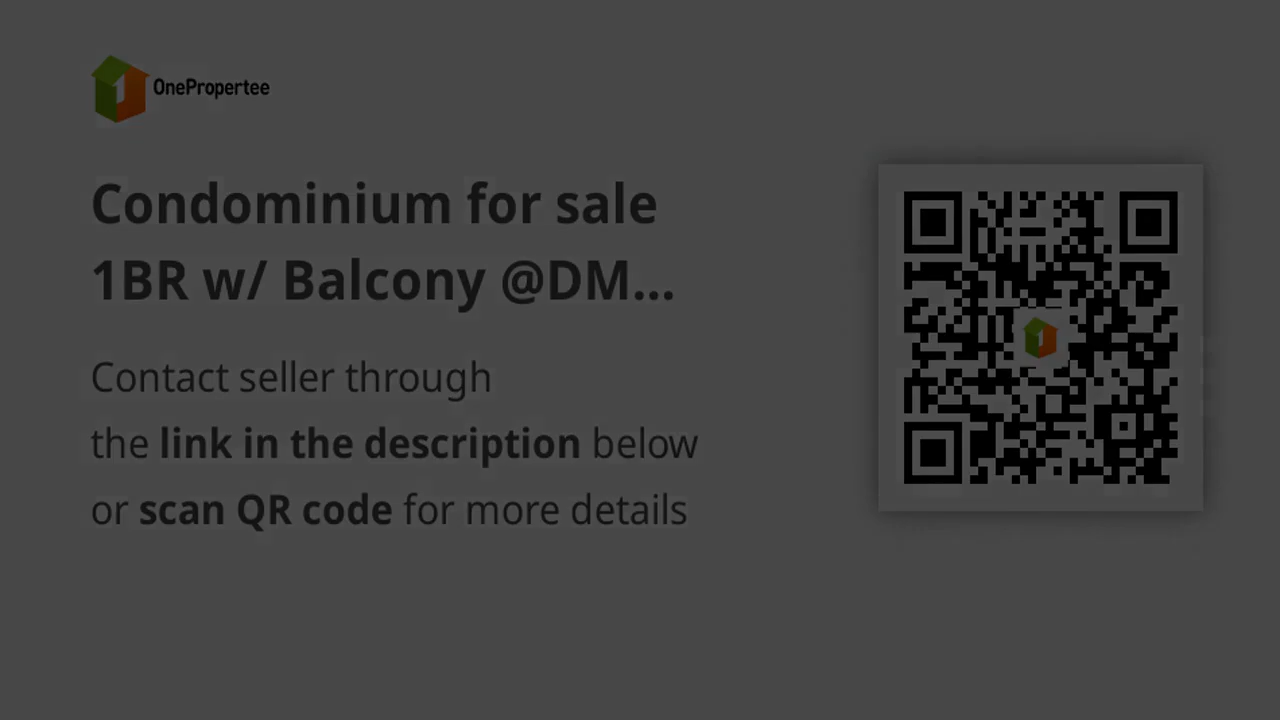 OnePropertee
Condominium for sale
1BR w/ Balcony @DM...
Contact seller through
the link in the description below
or scan QR code for more details